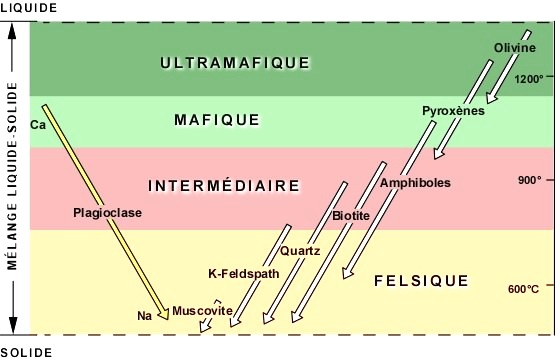 LIQUIDE
Olivine
ULTRAMAFIQUE
1200°
Pyroxènes
Ca
MAFIQUE
MÉLANGE LIQUIDE-SOLIDE
INTERMÉDIAIRE
Amphiboles
900°
Plagioclase
Biotite
Quartz
K-Feldspath
FELSIQUE
600°C
Na
Muscovite
SOLIDE